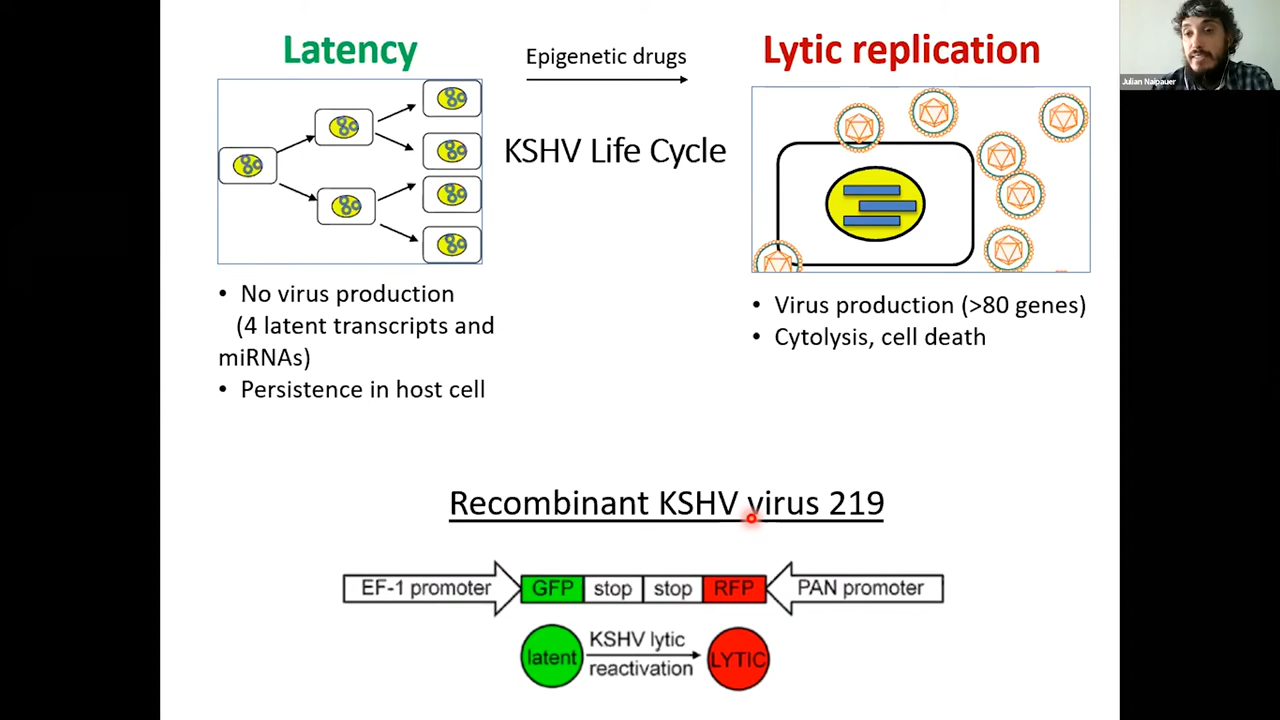 Latency
Epigenetic drugs
Lytic replication
Julian Naipauer
KSHV Life Cycle
• No virus production
(4 latent transcripts and
miRNAs)
• Persistence in host cell
• Virus production (>80 genes)
• Cytolysis, cell death
Recombinant KSHV virus 219
EF-1 promoter GFP stop stop RFP PAN promoter
latent
KSHV lytic
reactivation
LYTIC